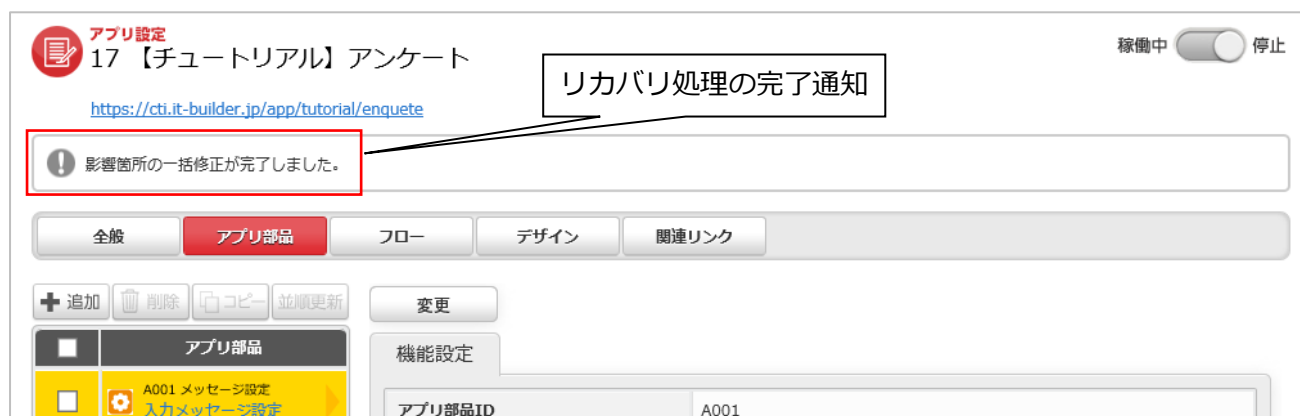 アプリ設定
17 【チュートリアル】アンケート
稼働中 停止
リカバリ処理の完了通知
https://cti.it-builder.jp/app/tutorial/enquete
影響箇所の一括修正が完了しました。
全般 アプリ部品 フロー デザイン 関連リンク
追加 削除 コピー 並順更新 変更
アプリ部品 機能設定
A001 メッセージ設定
入力メッセージ設定 アプリ部品ID A001